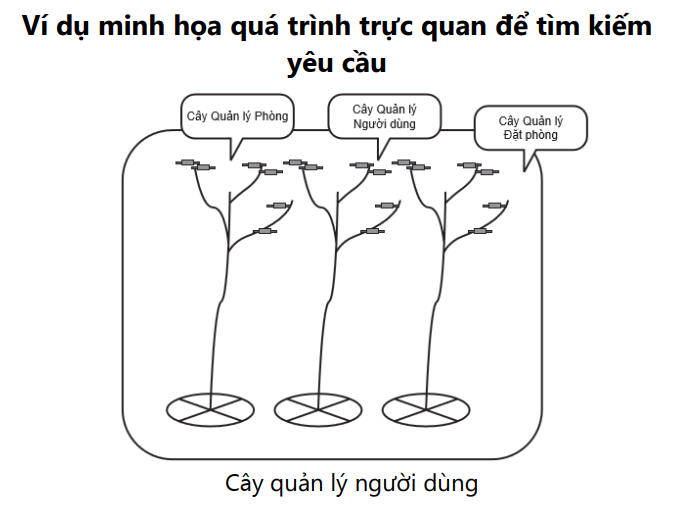 Ví dụ minh họa quá trình trực quan để tìm kiếm
yêu cầu
Cây Quản lý Phòng
Cây Quản lý
Người dùng
Cây Quản lý
Đặt phòng
Cây quản lý người dùng